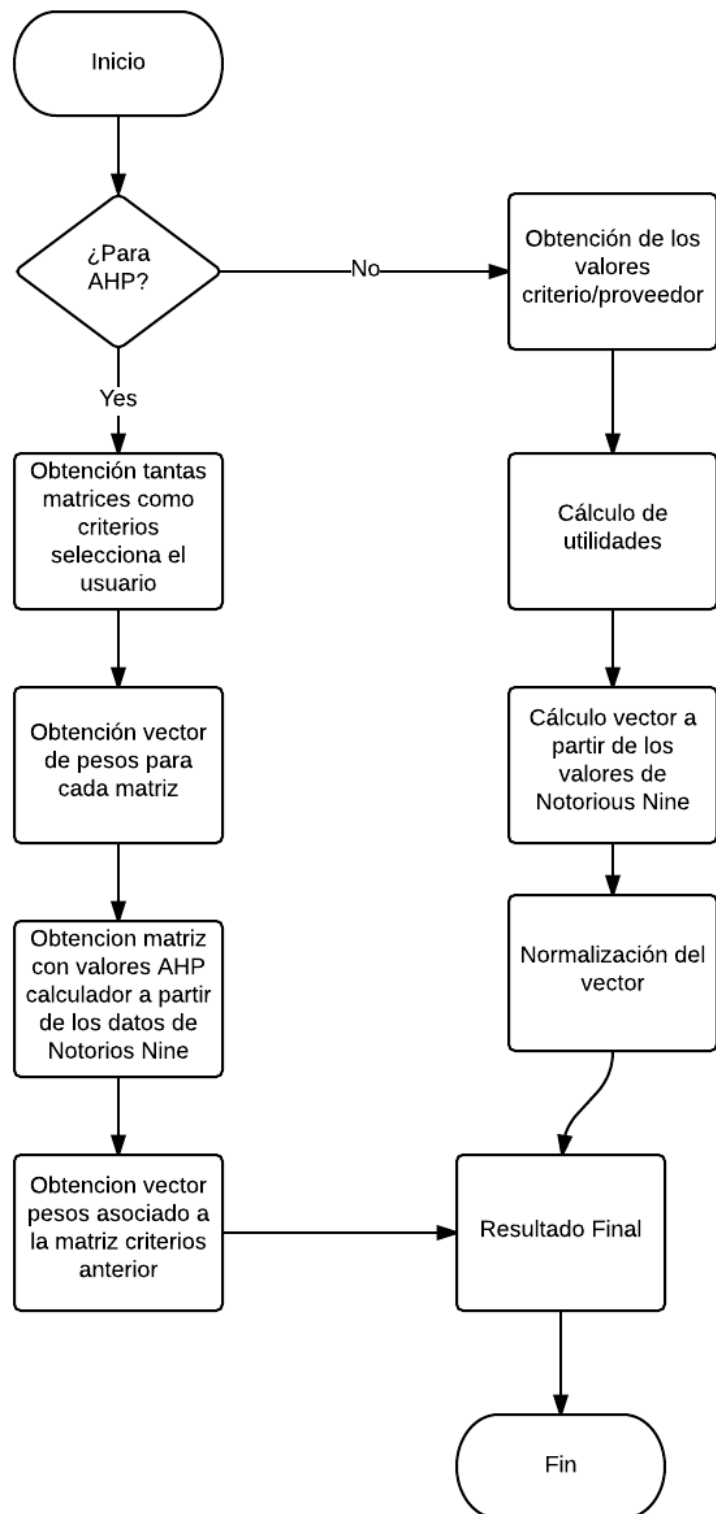 Inicio
¿Para
AHP?
No
Obtención de los
valores
criterio/proveedor
Yes
Obtención tantas
matrices como
criterios
selecciona el
usuario
Cálculo de
utilidades
Obtención vector
de pesos para
cada matriz
Cálculo vector a
partir de los
valores de
Notorious Nine
Obtencion matriz
con valores AHP
calculador a partir
de los datos de
Notorios Nine
Normalización del
vector
Obtencion vector
pesos asociado a
la matriz criterios
anterior
Resultado Final
Fin